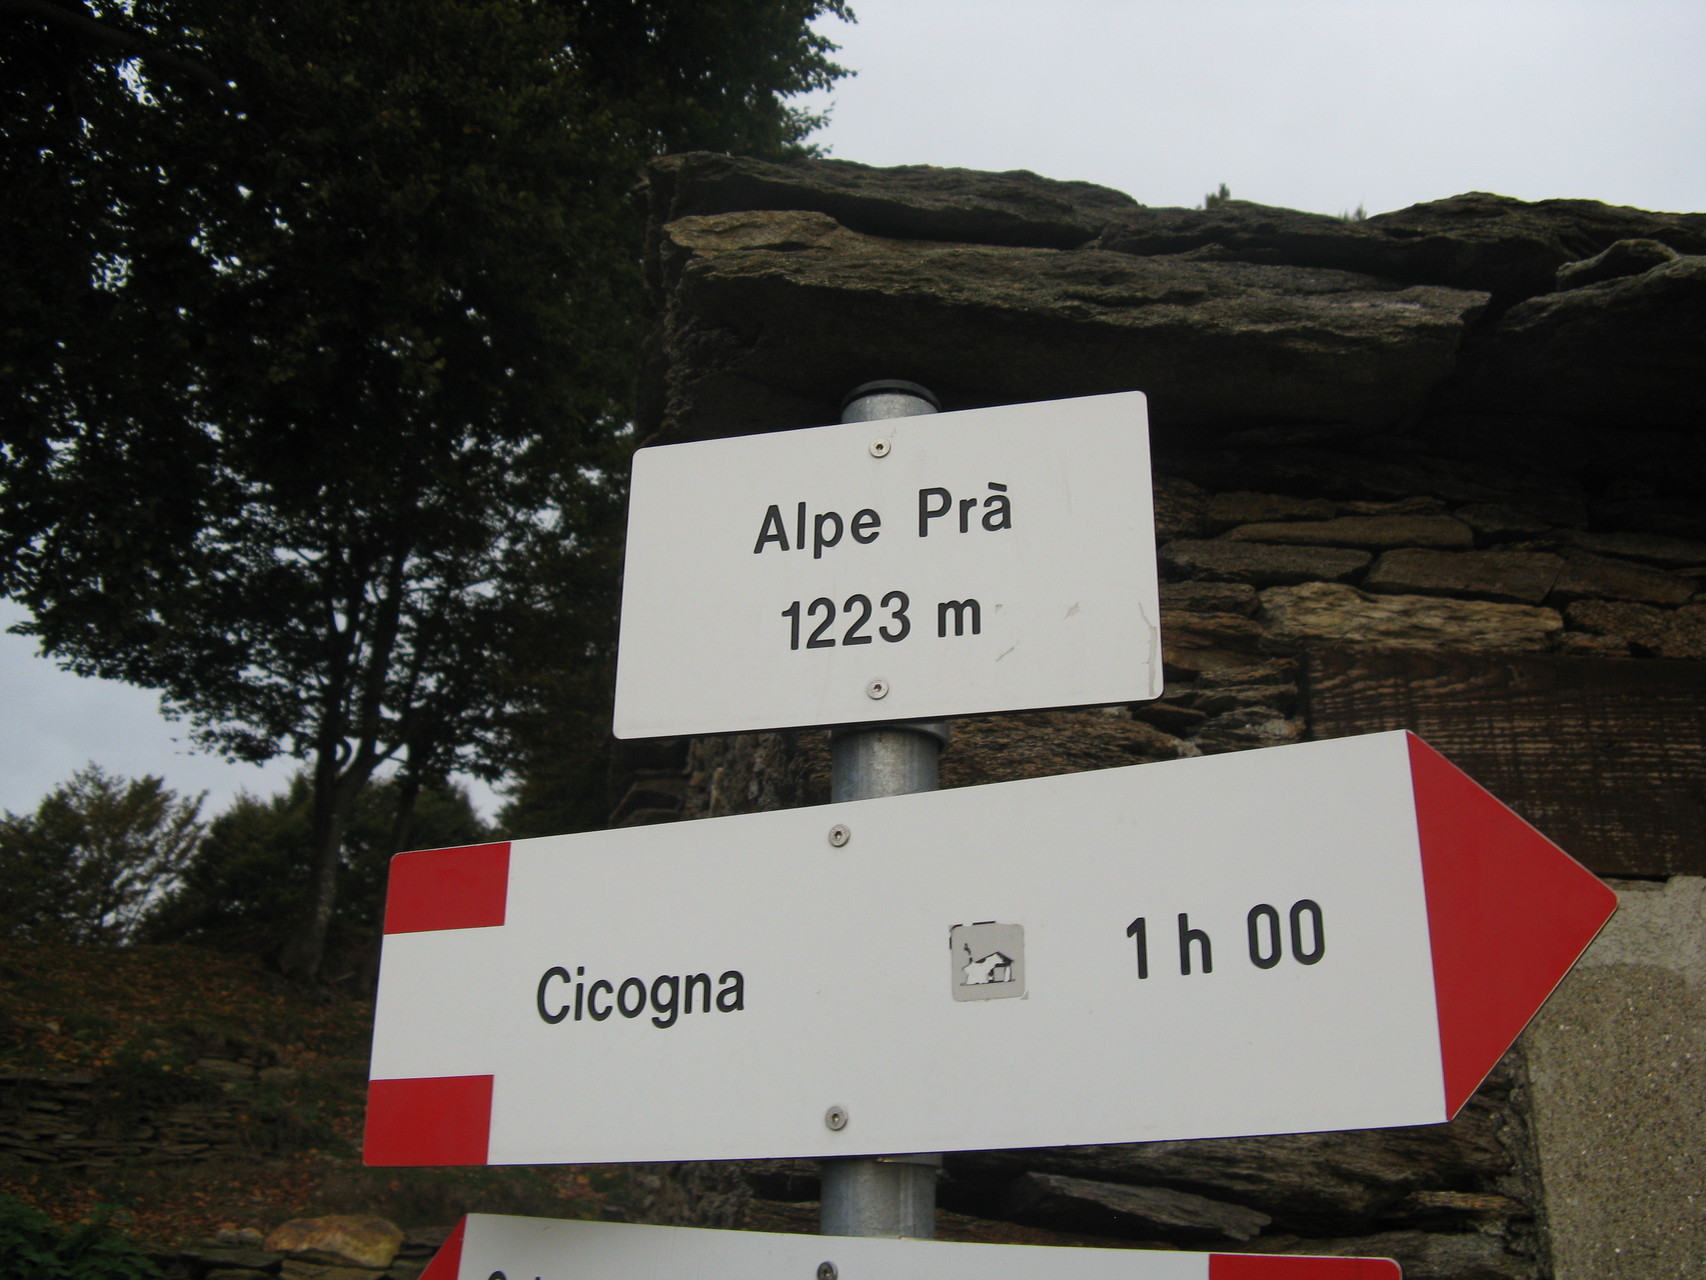 Alpe Prà
1223 m
Cicogna 1 h 00